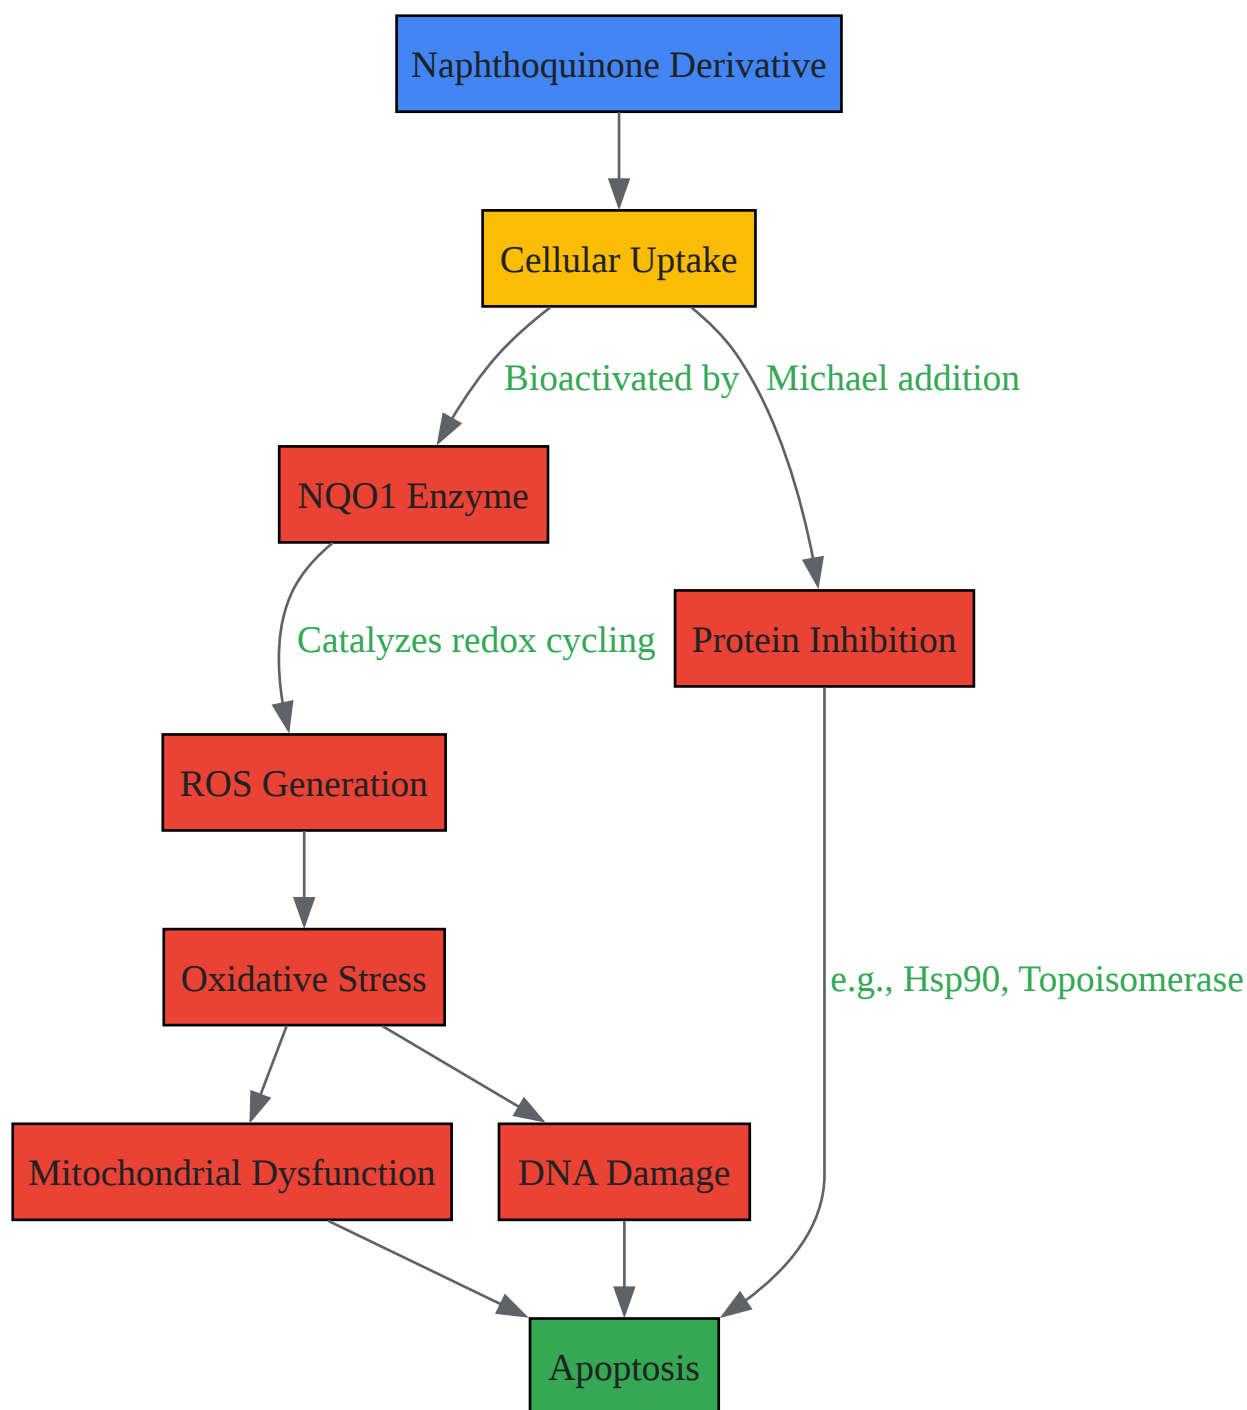 Naphthoquinone Derivative
Cellular Uptake
Bioactivated by
Michael addition
NQO1 Enzyme
Catalyzes redox cycling
Protein Inhibition
ROS Generation
Oxidative Stress
e.g., Hsp90, Topoisomerase
Mitochondrial Dysfunction
DNA Damage
Apoptosis